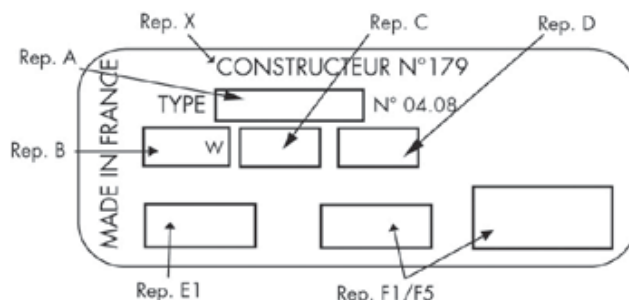 Rep. X
Rep. C
Rep. D
Rep. A
CONSTRUCTEUR N°179
TYPE
N° 04.08
MADE IN FRANCE
Rep. B
W
Rep. E1
Rep. F1/F5